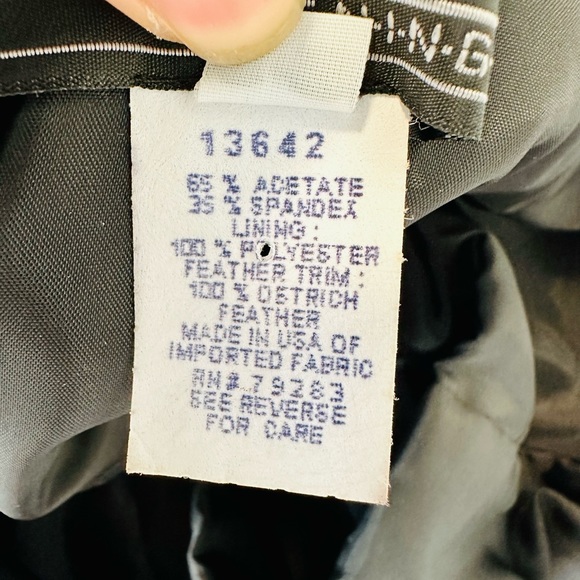 I·N·G
13642
65 % ACETATE
35 % SPANDEX
LINING :
100 % POLYESTER
FEATHER TRIM :
100 % OETRICH
FEATHER
MADE IN USA OF
IMPORTED FABRIC
RN # 79263
SEE REVERSE
FOR CARE